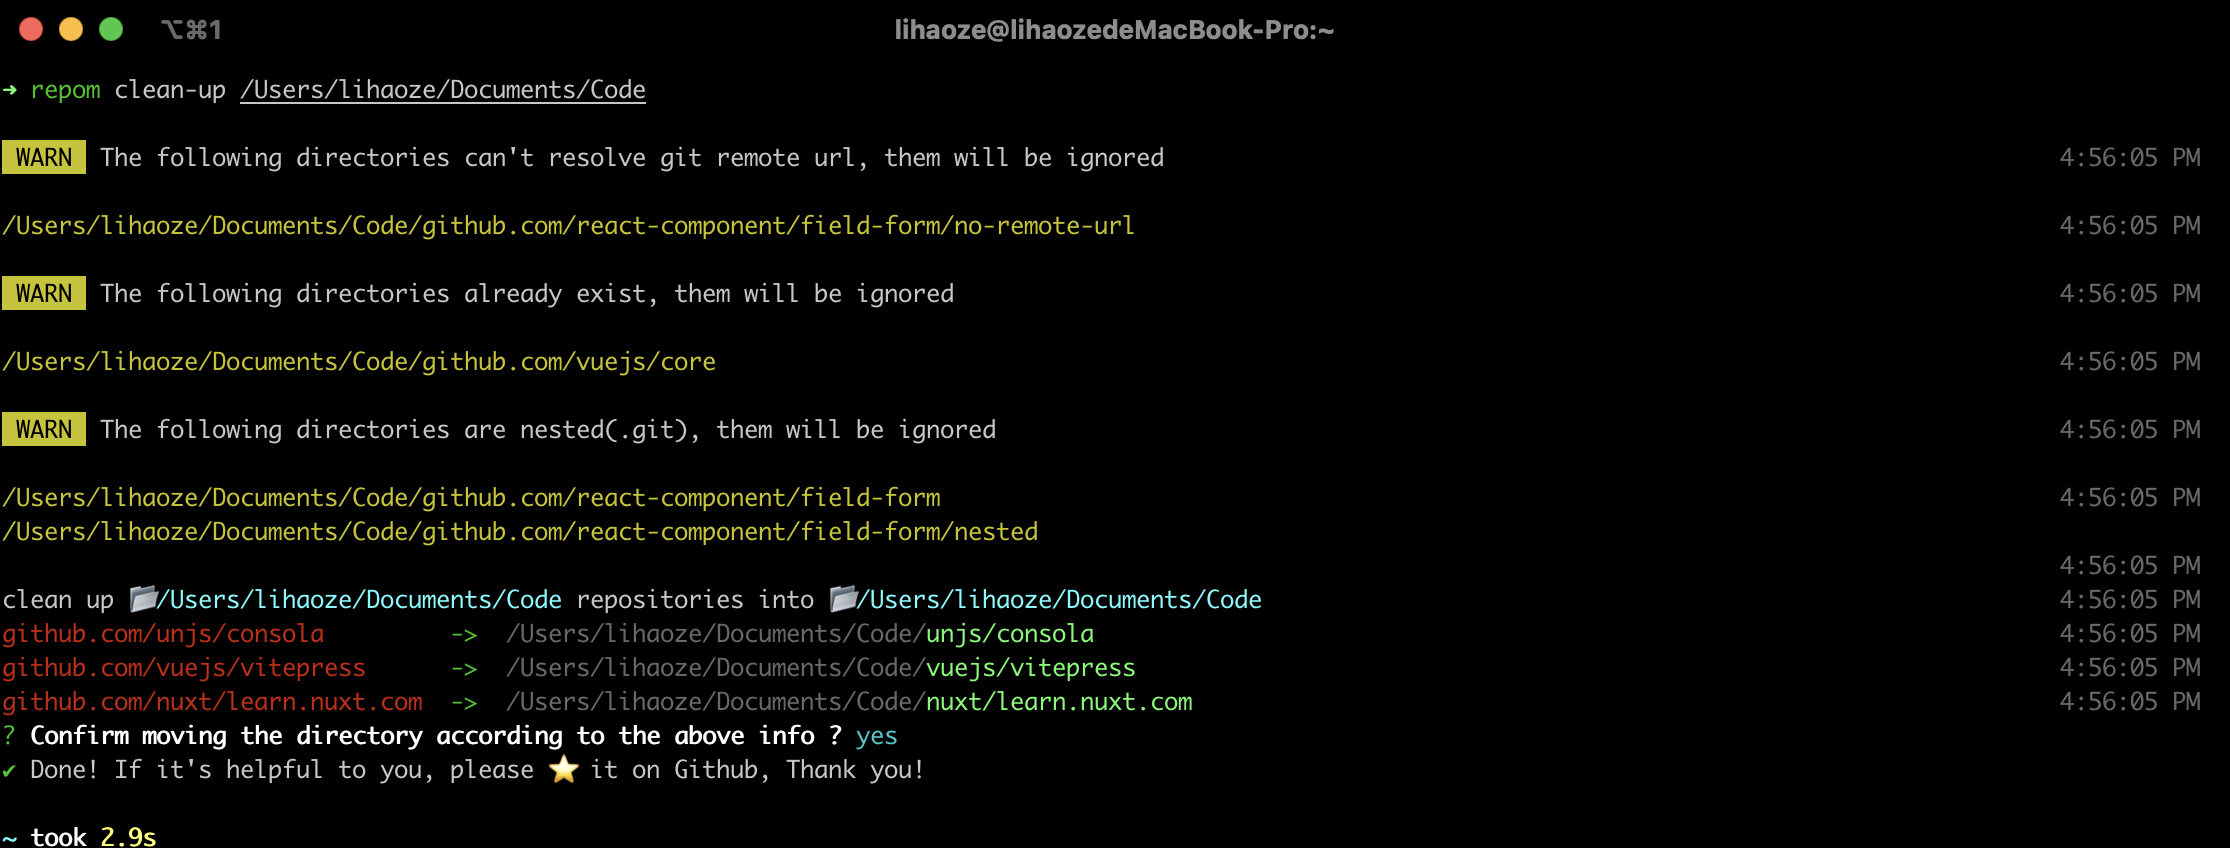 ⌥⌘1 lihaoze@lihaozedeMacBook-Pro:~
➜ repom clean-up /Users/lihaoze/Documents/Code
WARN The following directories can't resolve git remote url, them will be ignored 4:56:05 PM
/Users/lihaoze/Documents/Code/github.com/react-component/field-form/no-remote-url 4:56:05 PM
WARN The following directories already exist, them will be ignored 4:56:05 PM
/Users/lihaoze/Documents/Code/github.com/vuejs/core 4:56:05 PM
WARN The following directories are nested(.git), them will be ignored 4:56:05 PM
/Users/lihaoze/Documents/Code/github.com/react-component/field-form 4:56:05 PM
/Users/lihaoze/Documents/Code/github.com/react-component/field-form/nested
4:56:05 PM
clean up 📂/Users/lihaoze/Documents/Code repositories into 📂/Users/lihaoze/Documents/Code 4:56:05 PM
github.com/unjs/consola -> /Users/lihaoze/Documents/Code/unjs/consola 4:56:05 PM
github.com/vuejs/vitepress -> /Users/lihaoze/Documents/Code/vuejs/vitepress 4:56:05 PM
github.com/nuxt/learn.nuxt.com -> /Users/lihaoze/Documents/Code/nuxt/learn.nuxt.com 4:56:05 PM
? Confirm moving the directory according to the above info ? yes
✔ Done! If it's helpful to you, please ⭐ it on Github, Thank you!
~ took 2.9s